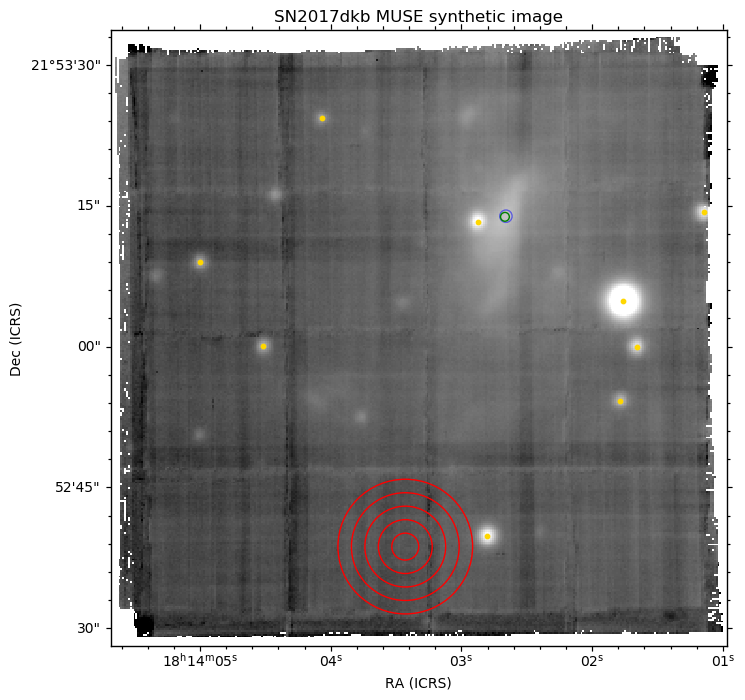 SN2017dkb MUSE synthetic image
21°53'30"
15"
00"
52'45"
30"
Dec (ICRS)
18ʰ14ᵐ05ˢ
04ˢ
03ˢ
02ˢ
01ˢ
RA (ICRS)